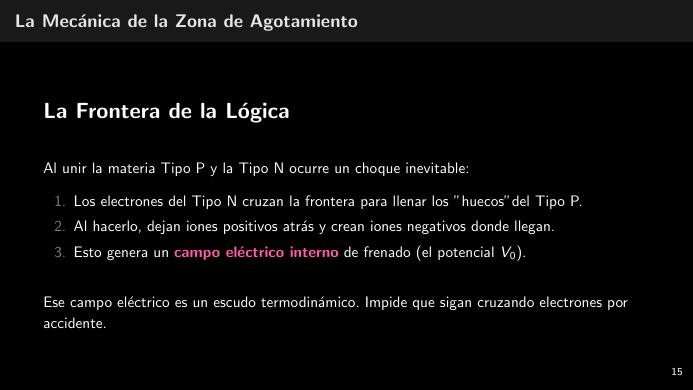 La Mecánica de la Zona de Agotamiento
La Frontera de la Lógica
Al unir la materia Tipo P y la Tipo N ocurre un choque inevitable:
1. Los electrones del Tipo N cruzan la frontera para llenar los ”huecos”del Tipo P.
2. Al hacerlo, dejan iones positivos atrás y crean iones negativos donde llegan.
3. Esto genera un campo eléctrico interno de frenado (el potencial V₀).
Ese campo eléctrico es un escudo termodinámico. Impide que sigan cruzando electrones por
accidente.
15